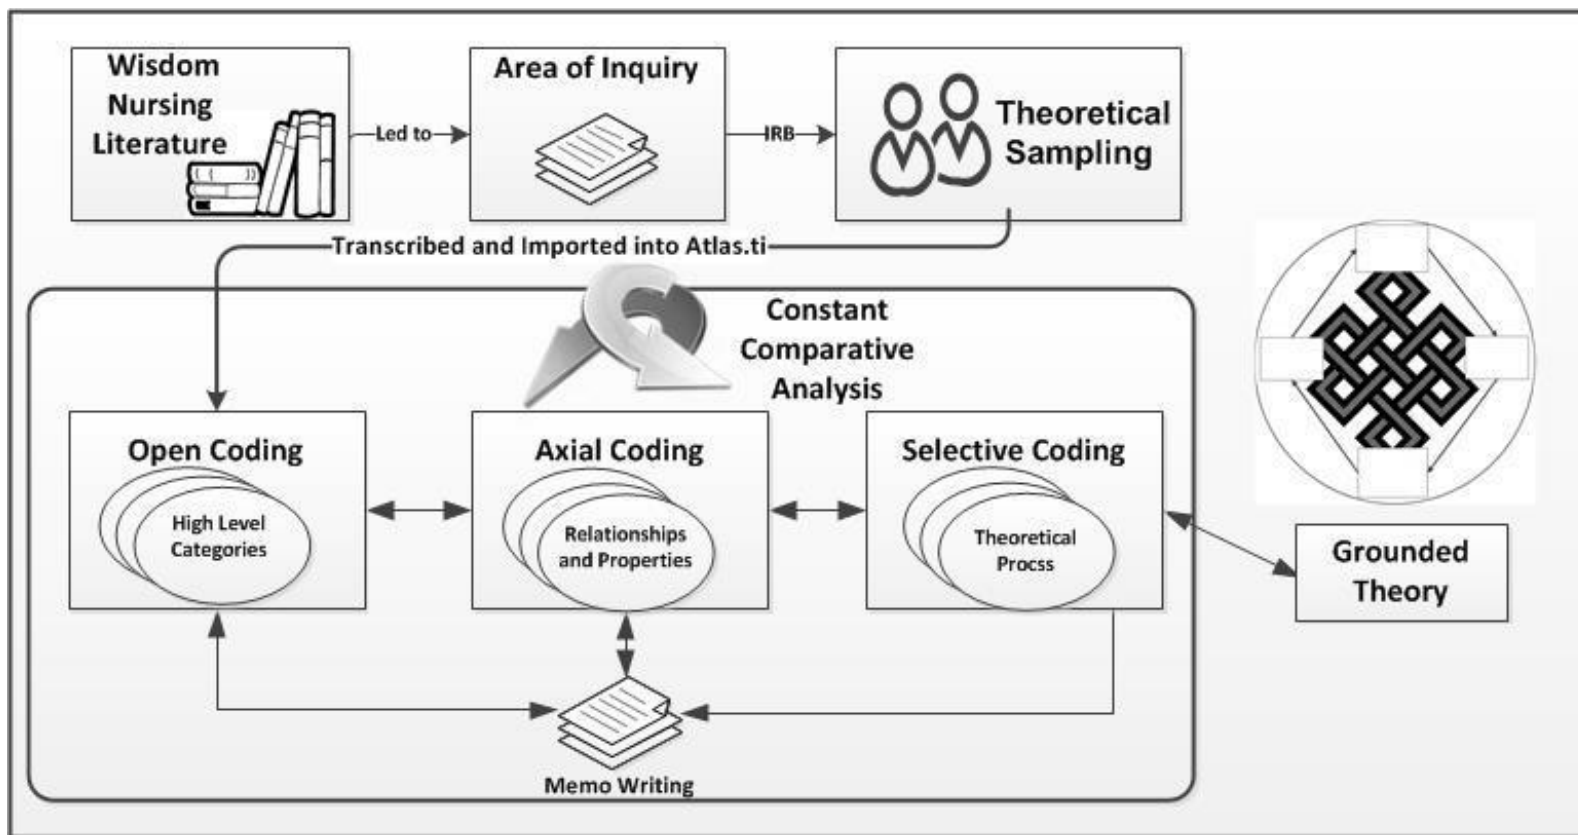 Wisdom
Nursing
Literature
Led to
Area of Inquiry
IRB
Theoretical
Sampling
Transcribed and Imported into Atlas.ti
Constant
Comparative
Analysis
Open Coding
High Level
Categories
Axial Coding
Relationships
and Properties
Selective Coding
Theoretical
Procss
Grounded
Theory
Memo Writing